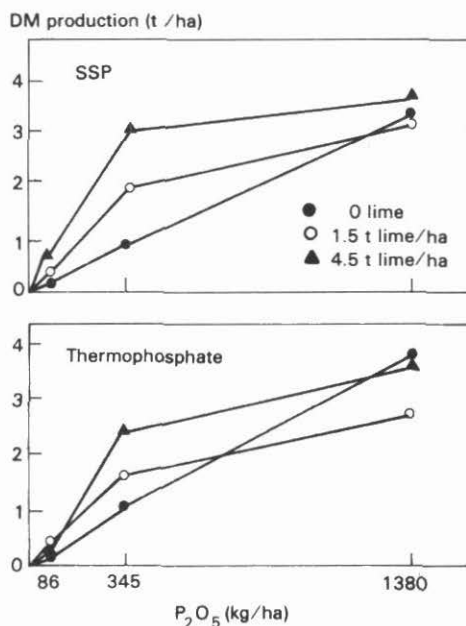 DM production (t /ha)
SSP
4
3
2
1
0
● 0 lime
○ 1.5 t lime/ha
▲ 4.5 t lime/ha
Thermophosphate
4
3
2
1
0
86 345 1380
P₂O₅ (kg/ha)